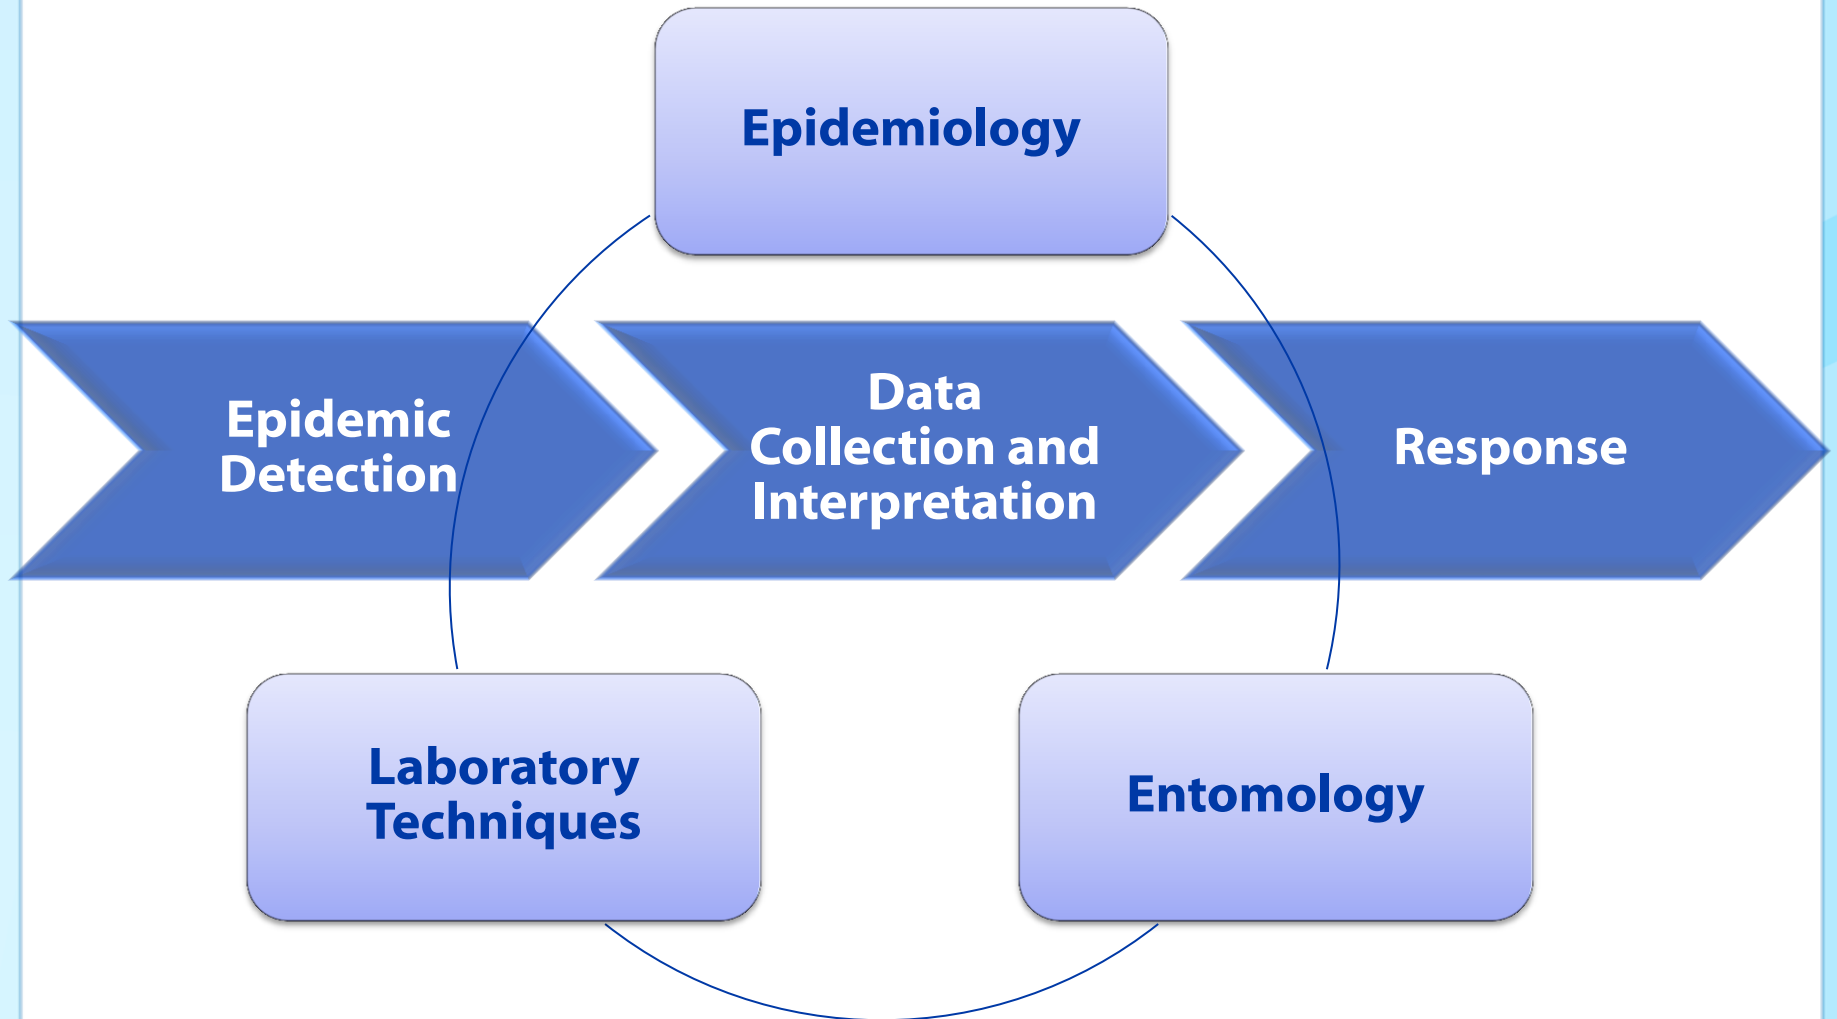 Epidemiology
Epidemic
Detection
Data
Collection and
Interpretation
Response
Laboratory
Techniques
Entomology